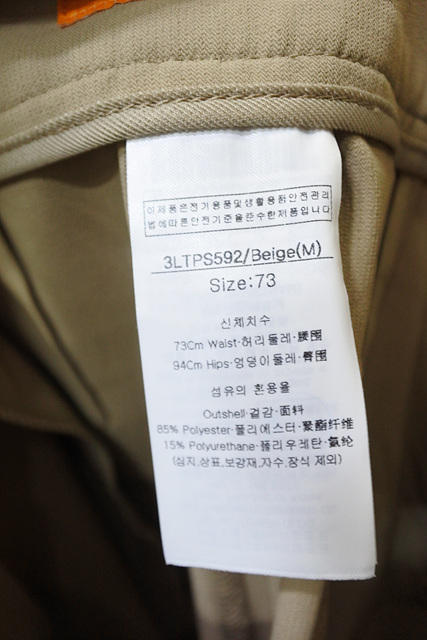 이제품은전기용품및생활용품안전관리
법에따른안전기준을준수한제품입니다
3LTPS592/Beige(M)
Size:73
신체치수
73Cm Waist·허리둘레·腰围
94Cm Hips·엉덩이둘레·臀围
섬유의 혼용율
Outshell·겉감·面料
85% Polyester·폴리에스터·聚酯纤维
15% Polyurethane·폴리우레탄·氨纶
(심지,상표,보강재,자수,장식 제외)